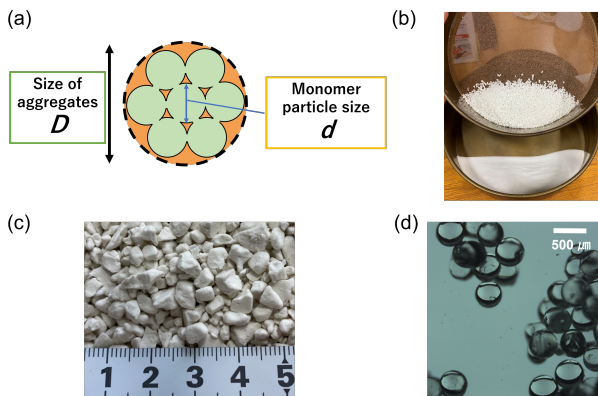 (a)
Size of
aggregates
D
Monomer
particle size
d
(b)
(c)
1 2 3 4 5
(d)
500 µm